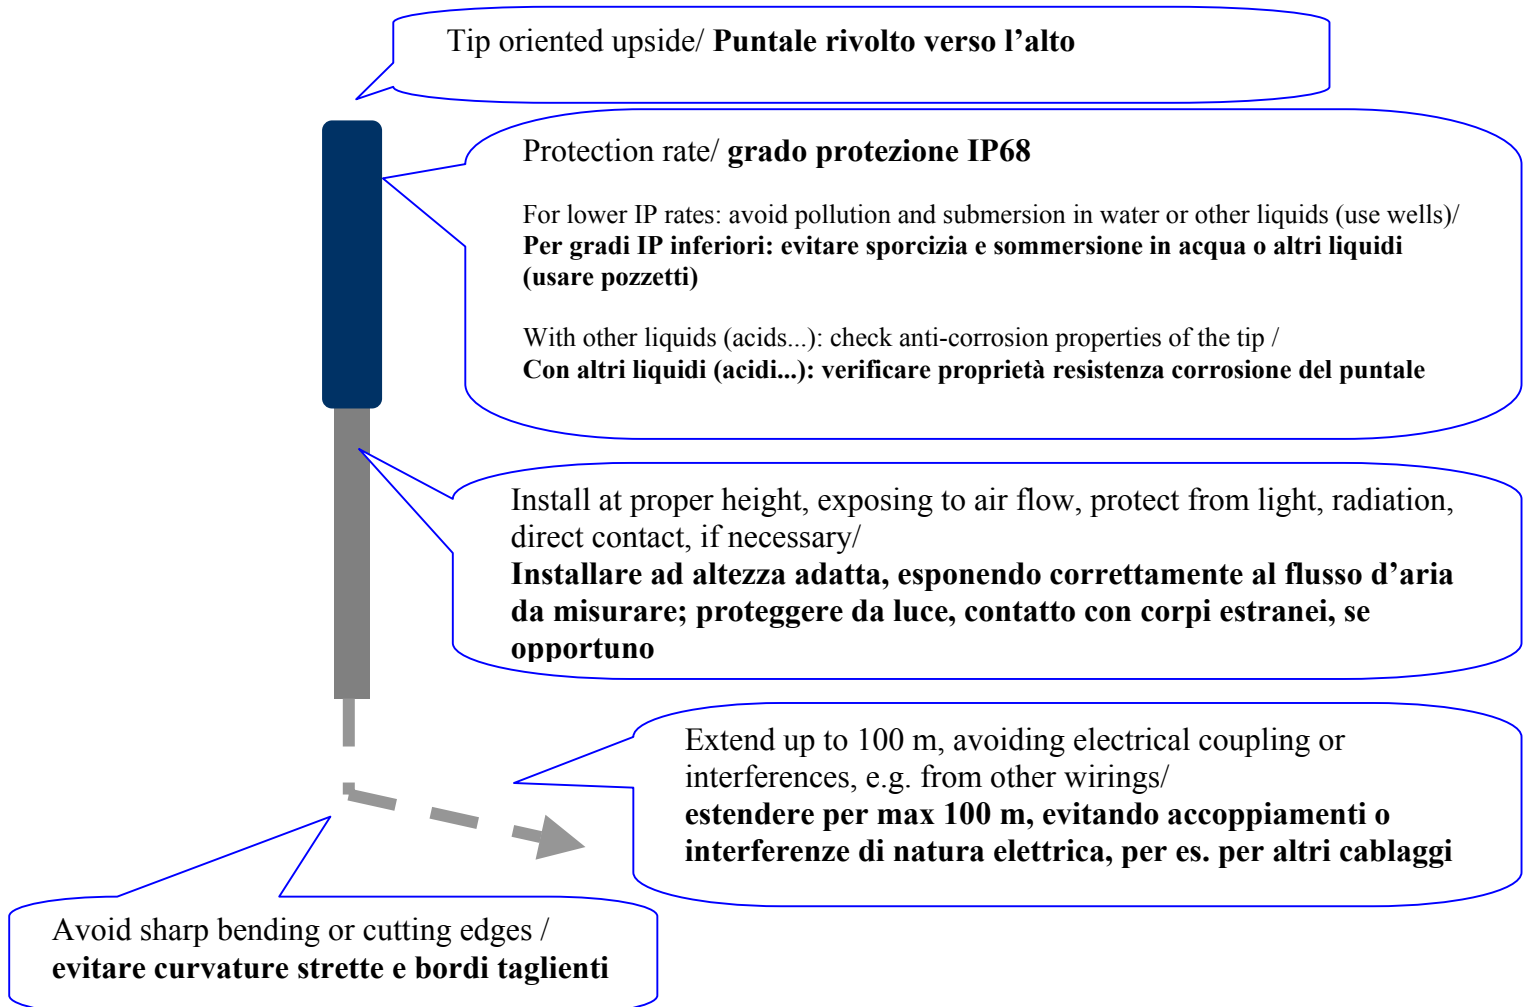 Tip oriented upside/ Puntale rivolto verso l’alto
Protection rate/ grado protezione IP68
For lower IP rates: avoid pollution and submersion in water or other liquids (use wells)/
Per gradi IP inferiori: evitare sporcizia e sommersione in acqua o altri liquidi
(usare pozzetti)
With other liquids (acids...): check anti-corrosion properties of the tip /
Con altri liquidi (acidi...): verificare proprietà resistenza corrosione del puntale
Install at proper height, exposing to air flow, protect from light, radiation,
direct contact, if necessary/
Installare ad altezza adatta, esponendo correttamente al flusso d’aria
da misurare; proteggere da luce, contatto con corpi estranei, se
opportuno
Extend up to 100 m, avoiding electrical coupling or
interferences, e.g. from other wirings/
estendere per max 100 m, evitando accoppiamenti o
interferenze di natura elettrica, per es. per altri cablaggi
Avoid sharp bending or cutting edges /
evitare curvature strette e bordi taglienti